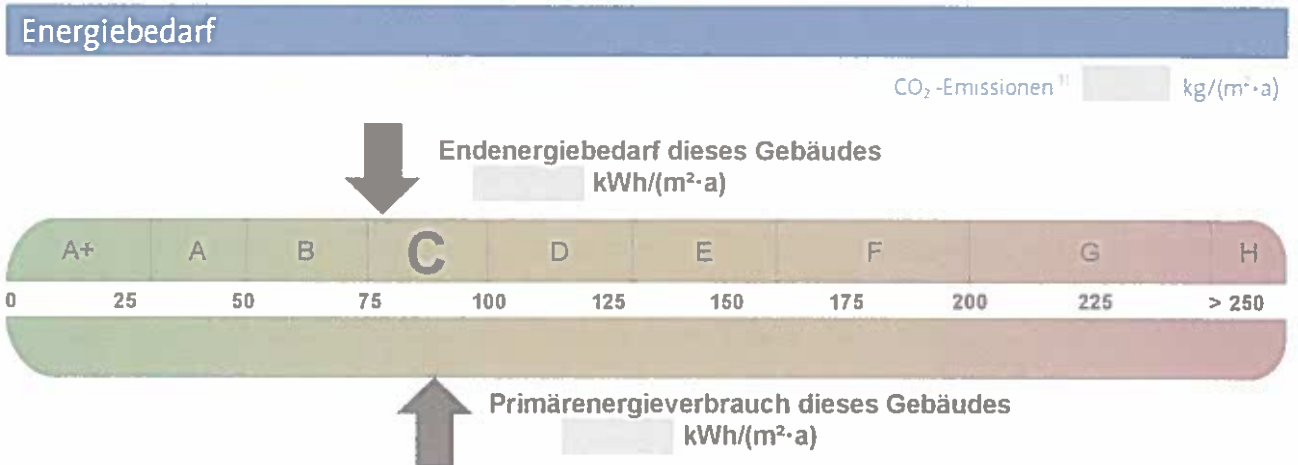 Energiebedarf
CO₂-Emissionen ¹⁾ kg/(m²·a)
Endenergiebedarf dieses Gebäudes
kWh/(m²·a)
A+ A B C D E F G H
0 25 50 75 100 125 150 175 200 225 > 250
Primärenergieverbrauch dieses Gebäudes
kWh/(m²·a)